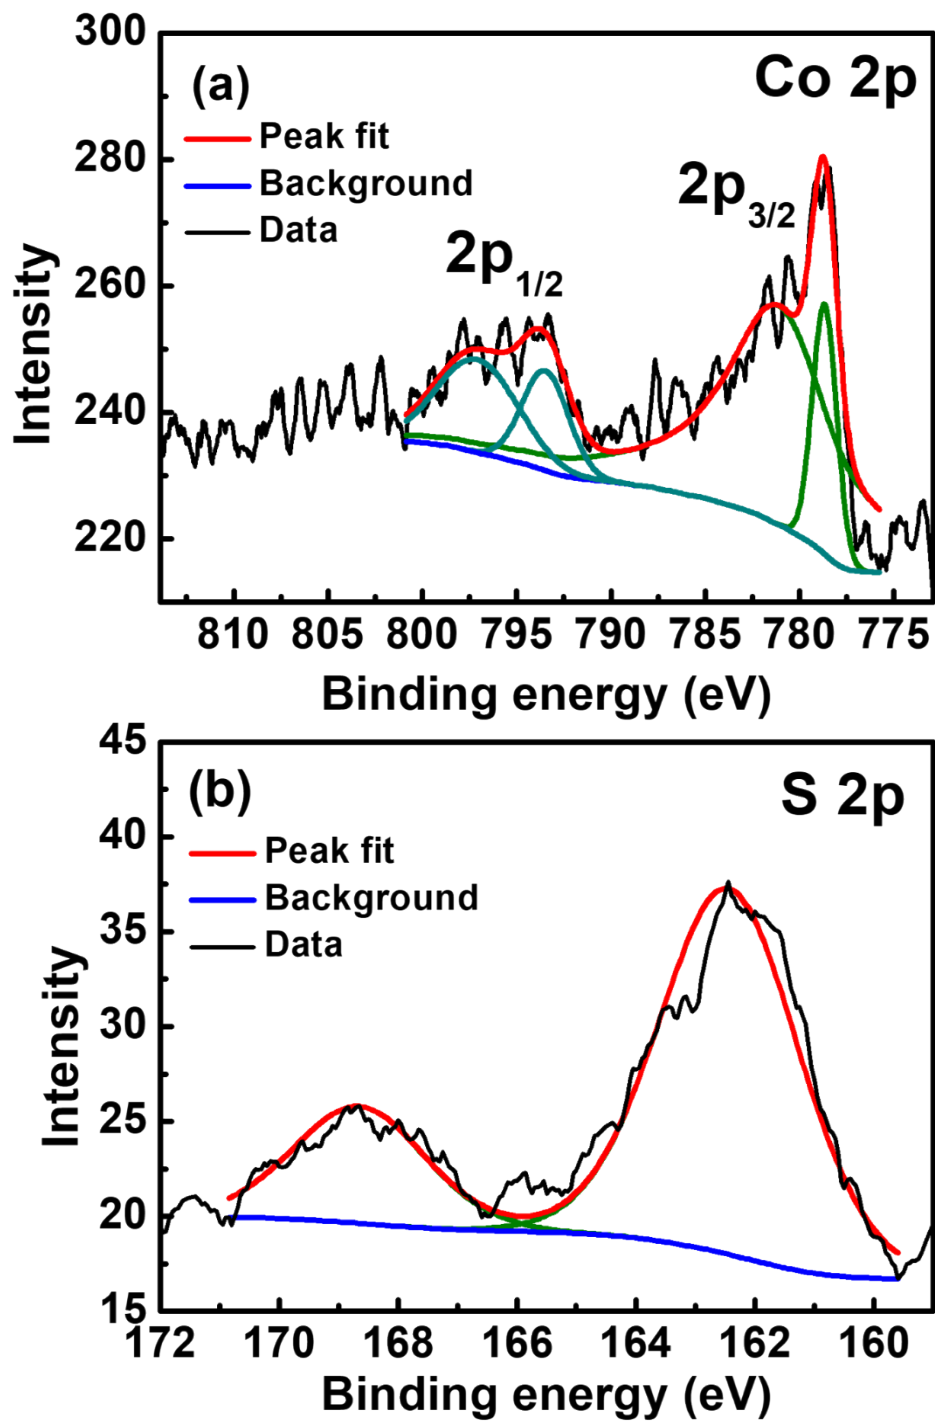 300
280
260
240
220
Intensity
(a)
Co 2p
Peak fit
Background
Data
2p1/2
2p3/2
810 805 800 795 790 785 780 775
Binding energy (eV)
45
40
35
30
25
20
15
Intensity
(b)
S 2p
Peak fit
Background
Data
172 170 168 166 164 162 160
Binding energy (eV)